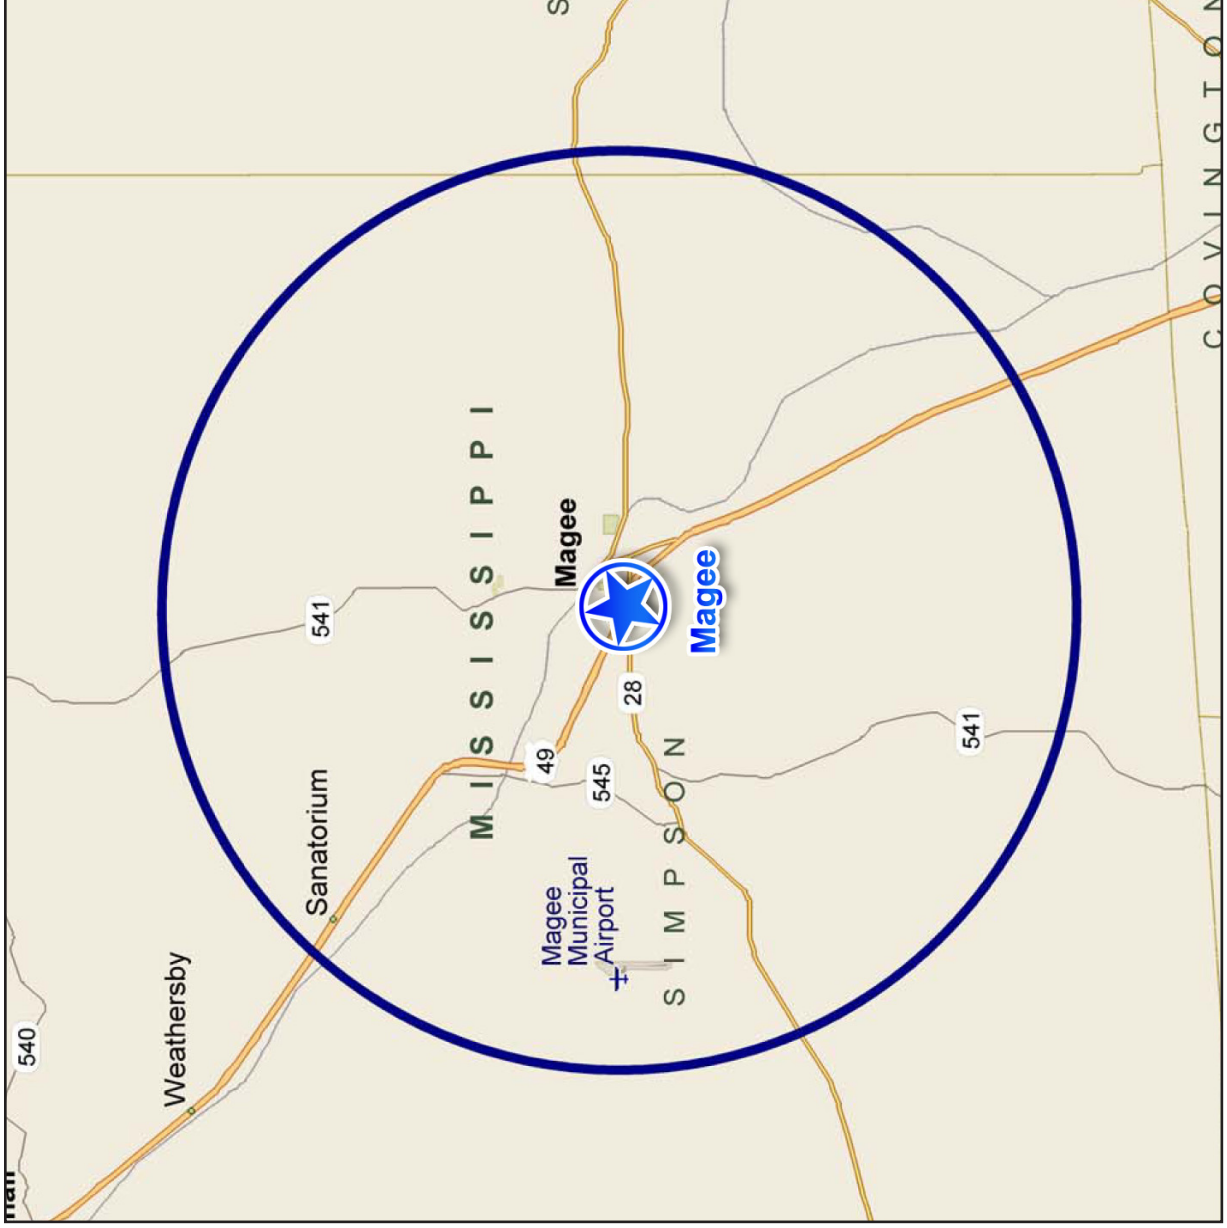 540
Weathersby
Sanatorium
541
MISSISSIPPI
49
Magee
Magee
Municipal
Airport
545
28
Magee
SIMPSON
541
COVINGTON
S